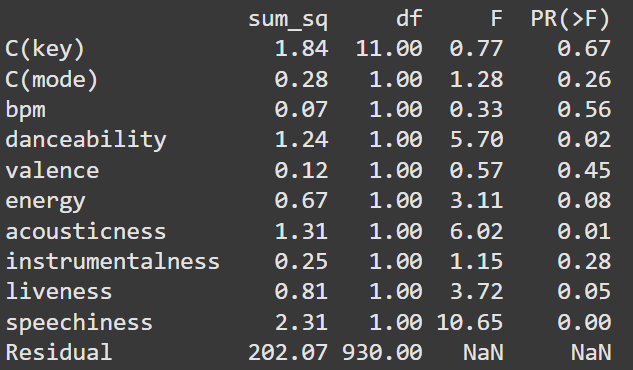 sum_sq df F PR(>F)
C(key) 1.84 11.00 0.77 0.67
C(mode) 0.28 1.00 1.28 0.26
bpm 0.07 1.00 0.33 0.56
danceability 1.24 1.00 5.70 0.02
valence 0.12 1.00 0.57 0.45
energy 0.67 1.00 3.11 0.08
acousticness 1.31 1.00 6.02 0.01
instrumentalness 0.25 1.00 1.15 0.28
liveness 0.81 1.00 3.72 0.05
speechiness 2.31 1.00 10.65 0.00
Residual 202.07 930.00 NaN NaN